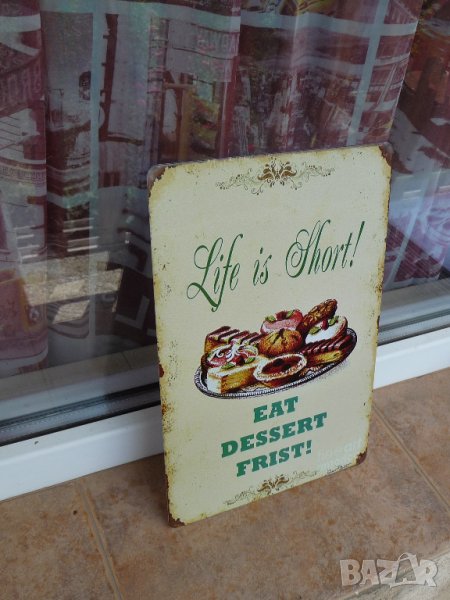 Life is Short!
EAT
DESSERT
FRIST!
BAZAR